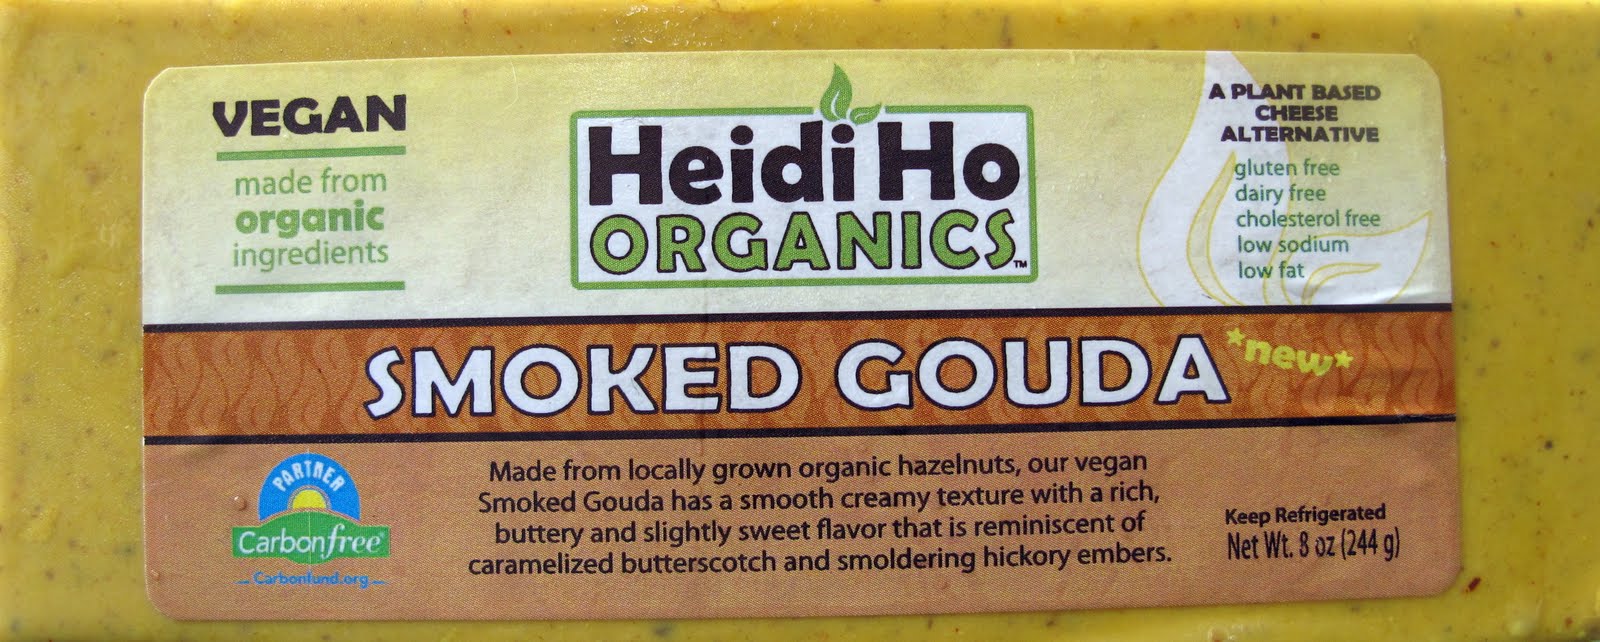 VEGAN
made from
organic
ingredients
Heidi Ho
ORGANICS™
A PLANT BASED
CHEESE
ALTERNATIVE
gluten free
dairy free
cholesterol free
low sodium
low fat
SMOKED GOUDA *new*
PARTNER
Carbonfree®
Carbonfund.org
Made from locally grown organic hazelnuts, our vegan
Smoked Gouda has a smooth creamy texture with a rich,
buttery and slightly sweet flavor that is reminiscent of
caramelized butterscotch and smoldering hickory embers.
Keep Refrigerated
Net Wt. 8 oz (244 g)